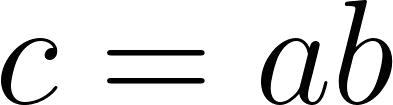 c = ab